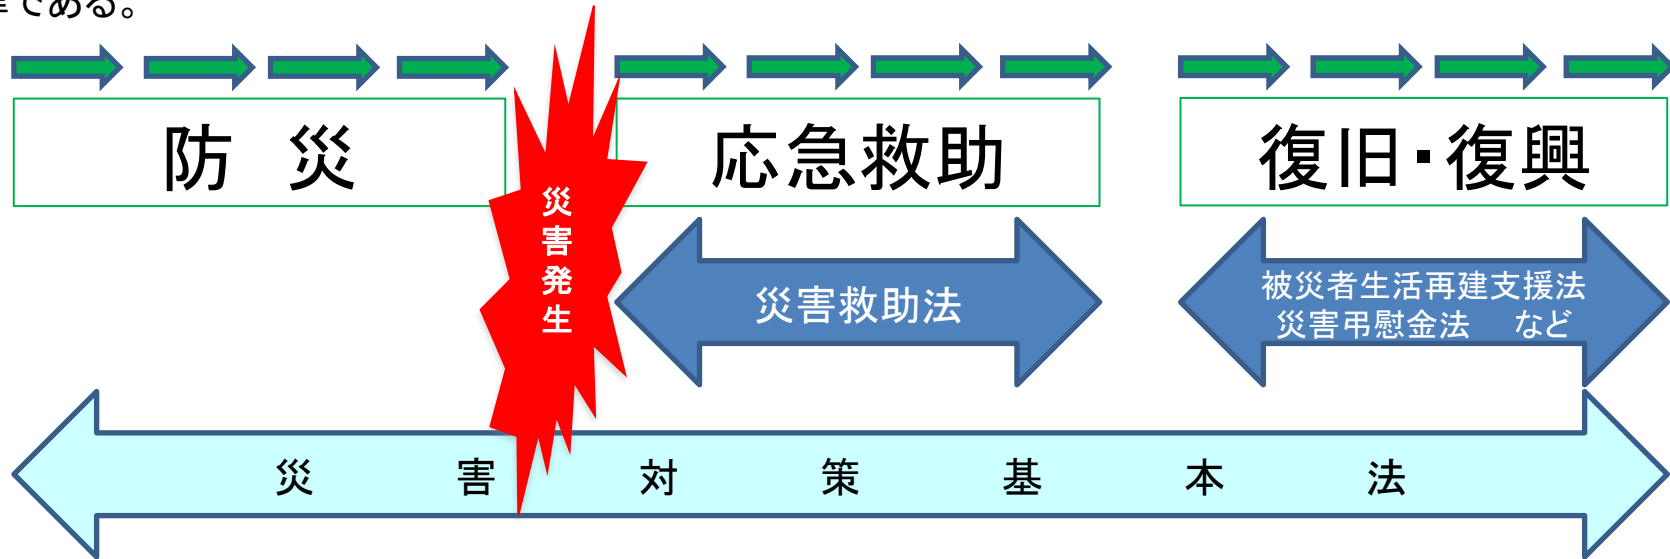 である。
防　災
応急救助
復旧・復興
災害発生
災害救助法
被災者生活再建支援法
災害弔慰金法　など
災　害　対　策　基　本　法